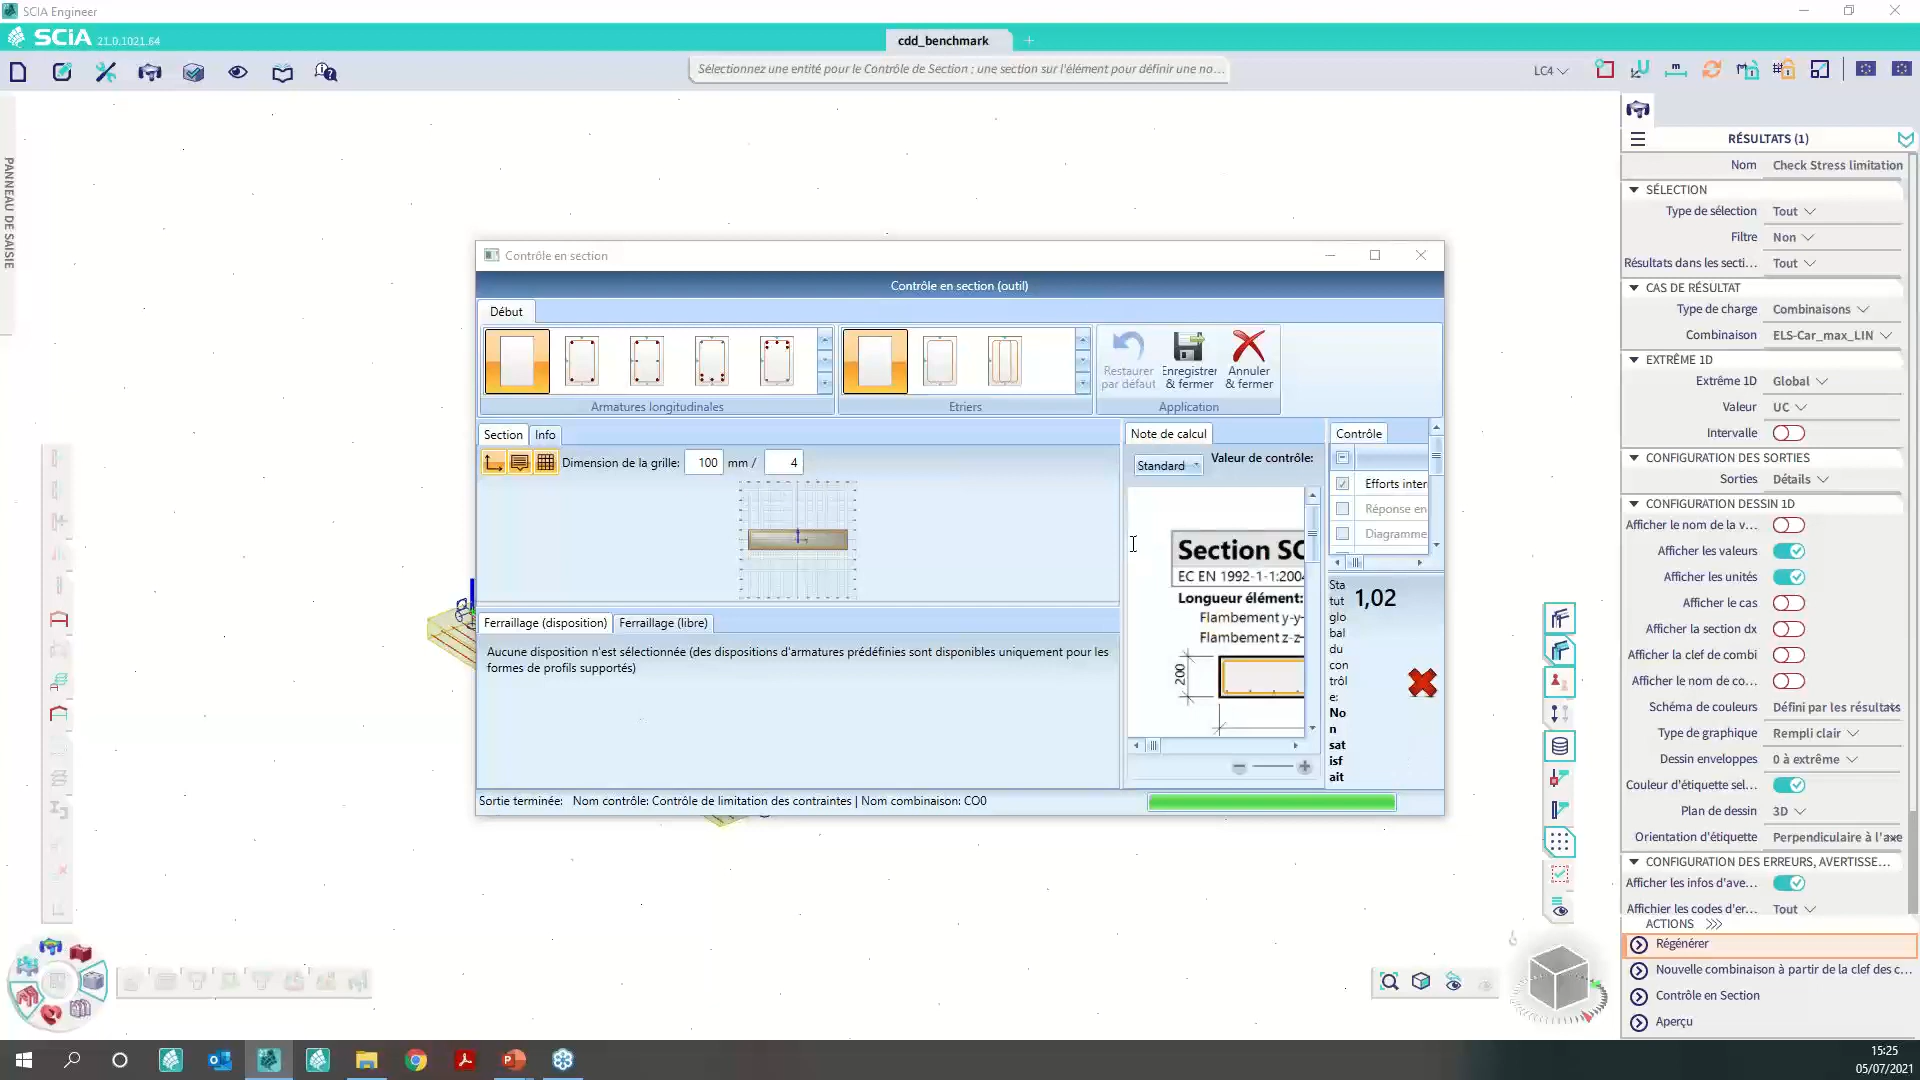 SCIA Engineer
SCiA 21.0.1021.64
cdd_benchmark
Sélectionnez une entité pour le Contrôle de Section : une section sur l'élément pour définir une no...
LC4
PANNEAU DE SAISIE
Contrôle en section
Contrôle en section (outil)
Début
Restaurer par défaut
Enregistrer & fermer
Annuler & fermer
Armatures longitudinales
Etriers
Application
Section
Info
Dimension de la grille: 100 mm / 4
Note de calcul
Standard
Valeur de contrôle:
Section SC
EC EN 1992-1-1:2004
Longueur élément:
Flambement y-y
Flambement z-z
200
Contrôle
Efforts inter
Réponse en
Diagramme
Sta
tut
glo
bal
du
con
trôl
e:
No
n
sat
isf
ait
1,02
Ferraillage (disposition)
Ferraillage (libre)
Aucune disposition n'est sélectionnée (des dispositions d'armatures prédéfinies sont disponibles uniquement pour les
formes de profils supportés)
Sortie terminée: Nom contrôle: Contrôle de limitation des contraintes | Nom combinaison: CO0
RÉSULTATS (1)
Nom Check Stress limitation
SÉLECTION
Type de sélection Tout
Filtre Non
Résultats dans les secti... Tout
CAS DE RÉSULTAT
Type de charge Combinaisons
Combinaison ELS-Car_max_LIN
EXTRÊME 1D
Extrême 1D Global
Valeur UC
Intervalle
CONFIGURATION DES SORTIES
Sorties Détails
CONFIGURATION DESSIN 1D
Afficher le nom de la v...
Afficher les valeurs
Afficher les unités
Afficher le cas
Afficher la section dx
Afficher la clef de combi
Afficher le nom de co...
Schéma de couleurs Défini par les résultats
Type de graphique Rempli clair
Dessin enveloppes 0 à extrême
Couleur d'étiquette sel...
Plan de dessin 3D
Orientation d'étiquette Perpendiculaire à l'axe
CONFIGURATION DES ERREURS, AVERTISSE...
Afficher les infos d'ave...
Affichier les codes d'er... Tout
ACTIONS >>>
Régénérer
Nouvelle combinaison à partir de la clef des c...
Contrôle en Section
Aperçu
15:25
05/07/2021